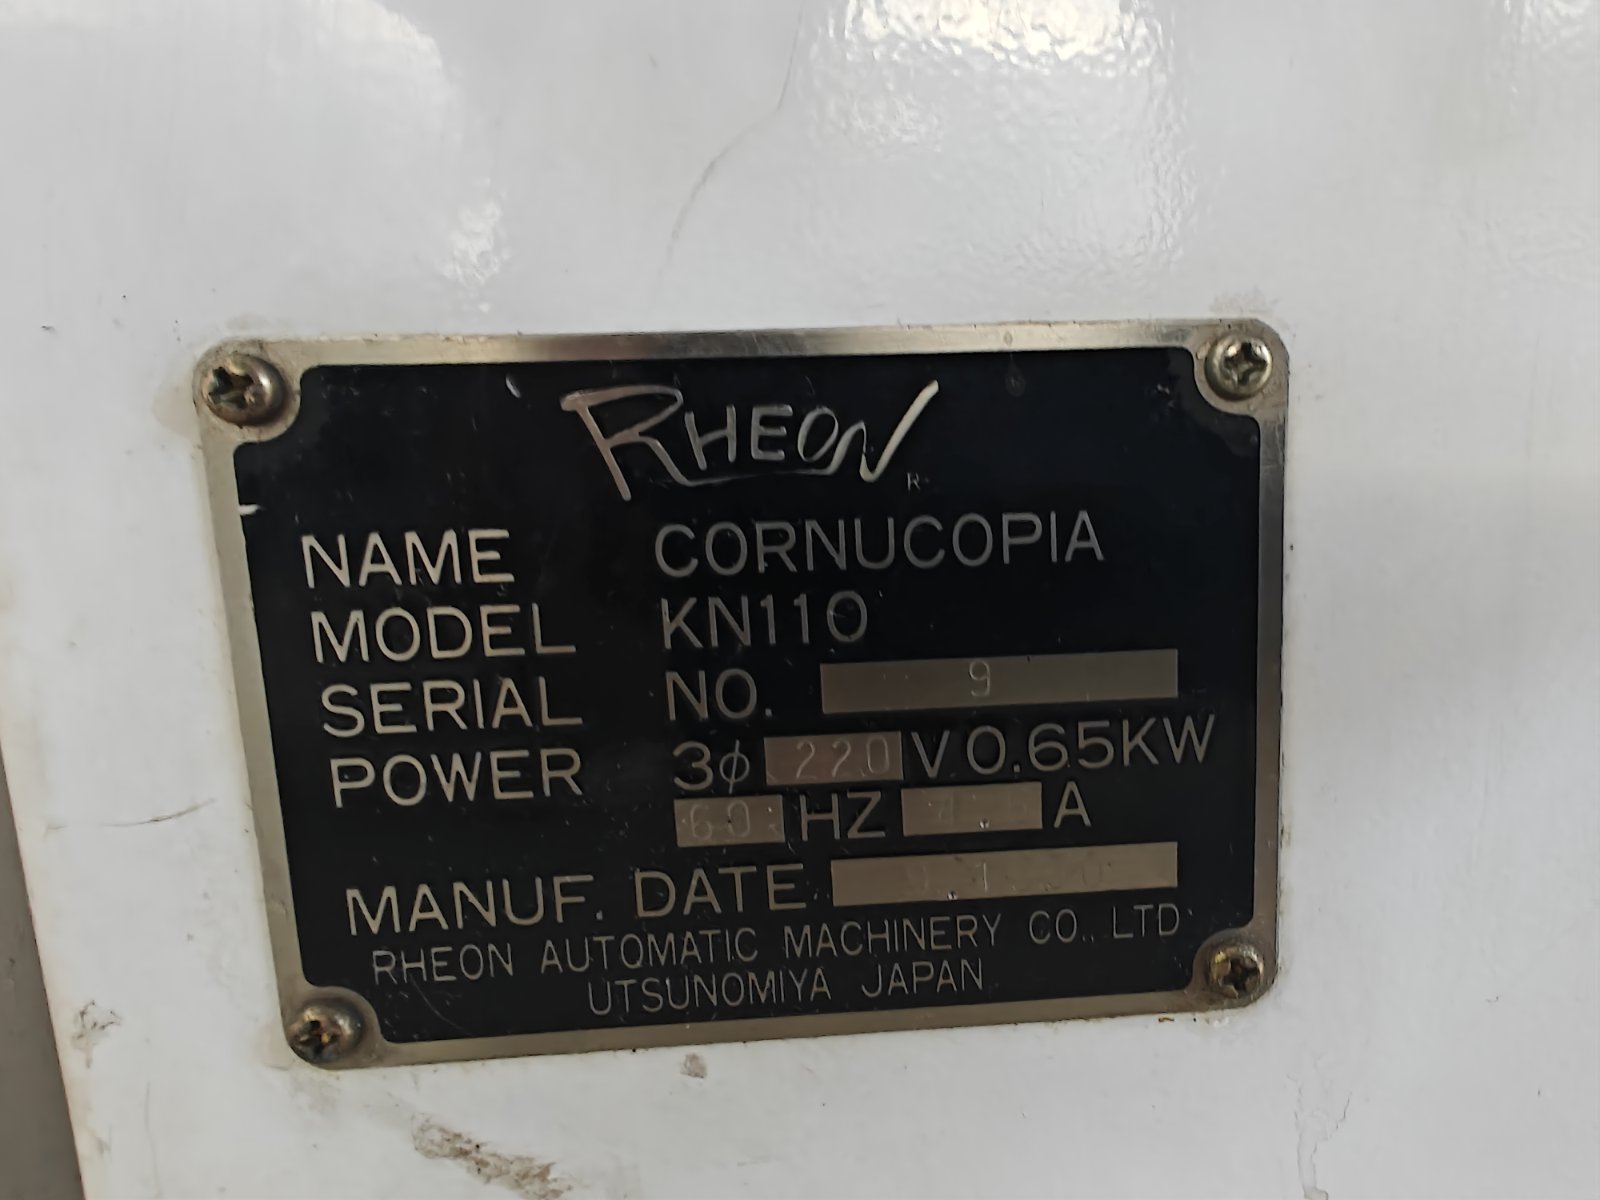 RHEON R
NAME CORNUCOPIA
MODEL KN110
SERIAL NO. 9
POWER 3φ 220 V 0.65KW
60 HZ A
MANUF. DATE
RHEON AUTOMATIC MACHINERY CO., LTD
UTSUNOMIYA JAPAN